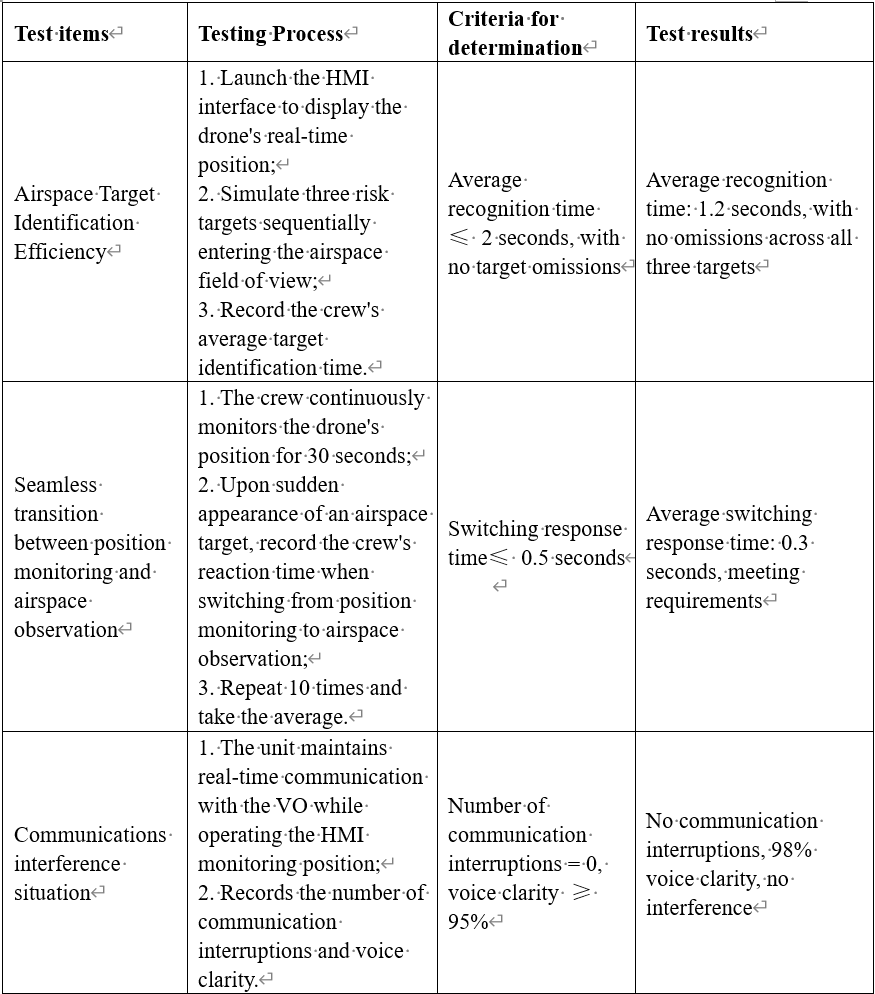 Test items
Testing Process
Criteria for
determination
Test results
Airspace Target
Identification
Efficiency
1. Launch the HMI
interface to display the
drone's real-time
position;
2. Simulate three risk
targets sequentially
entering the airspace
field of view;
3. Record the crew's
average target
identification time.
Average
recognition time
≤ 2 seconds, with
no target omissions
Average recognition
time: 1.2 seconds, with
no omissions across all
three targets
Seamless
transition
between position
monitoring and
airspace
observation
1. The crew continuously
monitors the drone's
position for 30 seconds;
2. Upon sudden
appearance of an airspace
target, record the crew's
reaction time when
switching from position
monitoring to airspace
observation;
3. Repeat 10 times and
take the average.
Switching response
time≤ 0.5 seconds
Average switching
response time: 0.3
seconds, meeting
requirements
Communications
interference
situation
1. The unit maintains
real-time communication
with the VO while
operating the HMI
monitoring position;
2. Records the number of
communication
interruptions and voice
clarity.
Number of
communication
interruptions = 0,
voice clarity ≥
95%
No communication
interruptions, 98%
voice clarity, no
interference